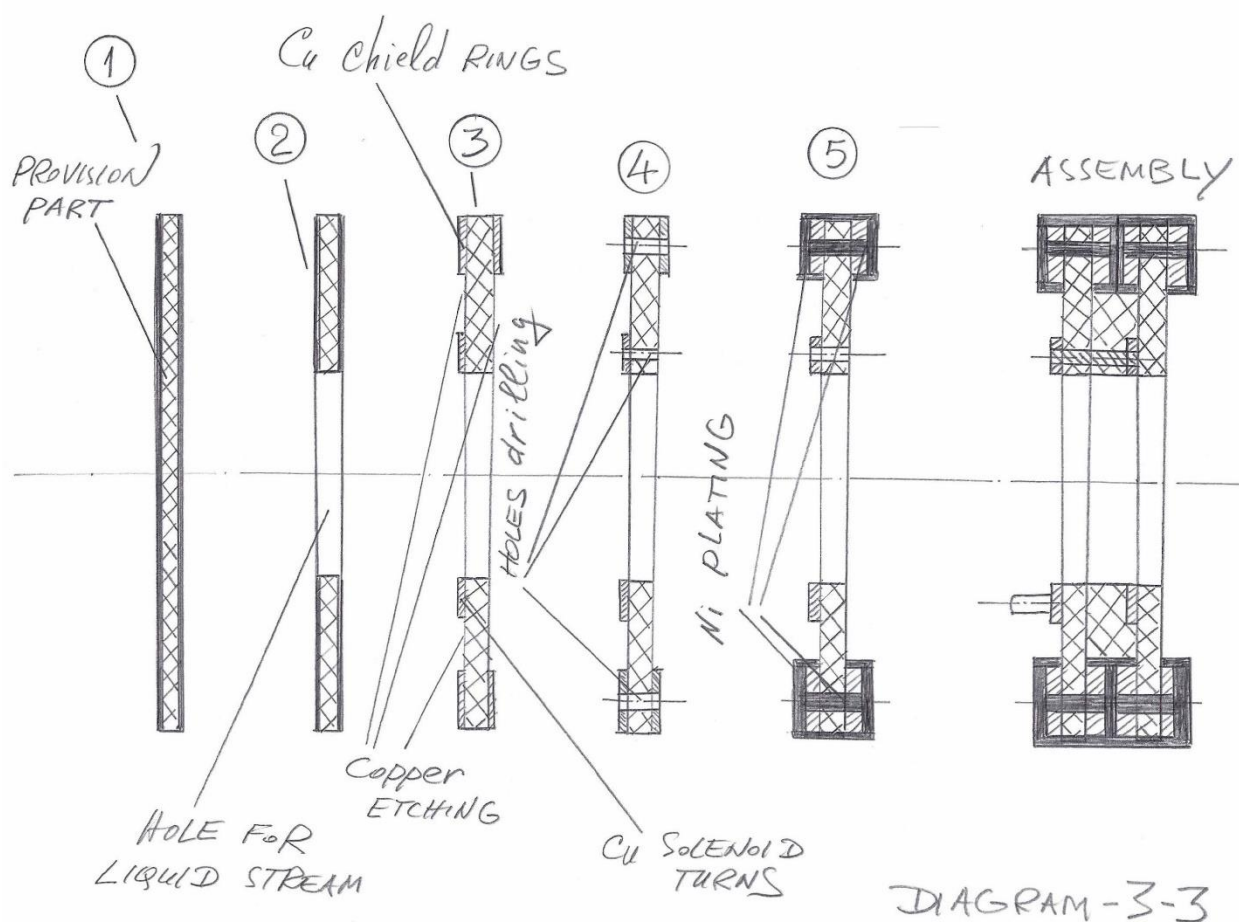 1
PROVISION
PART
2
Cu chield RINGS
3
4
5
ASSEMBLY
HOLES drilling
Ni PLATING
HOLE FOR
LIQUID STREAM
Copper
ETCHING
Cu SOLENOID
TURNS
DIAGRAM-3-3